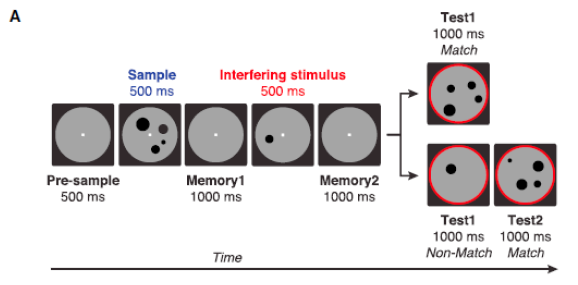 A
Test1
1000 ms
Match
Sample
500 ms
Interfering stimulus
500 ms
Pre-sample
500 ms
Memory1
1000 ms
Memory2
1000 ms
Test1
1000 ms
Non-Match
Test2
1000 ms
Match
Time